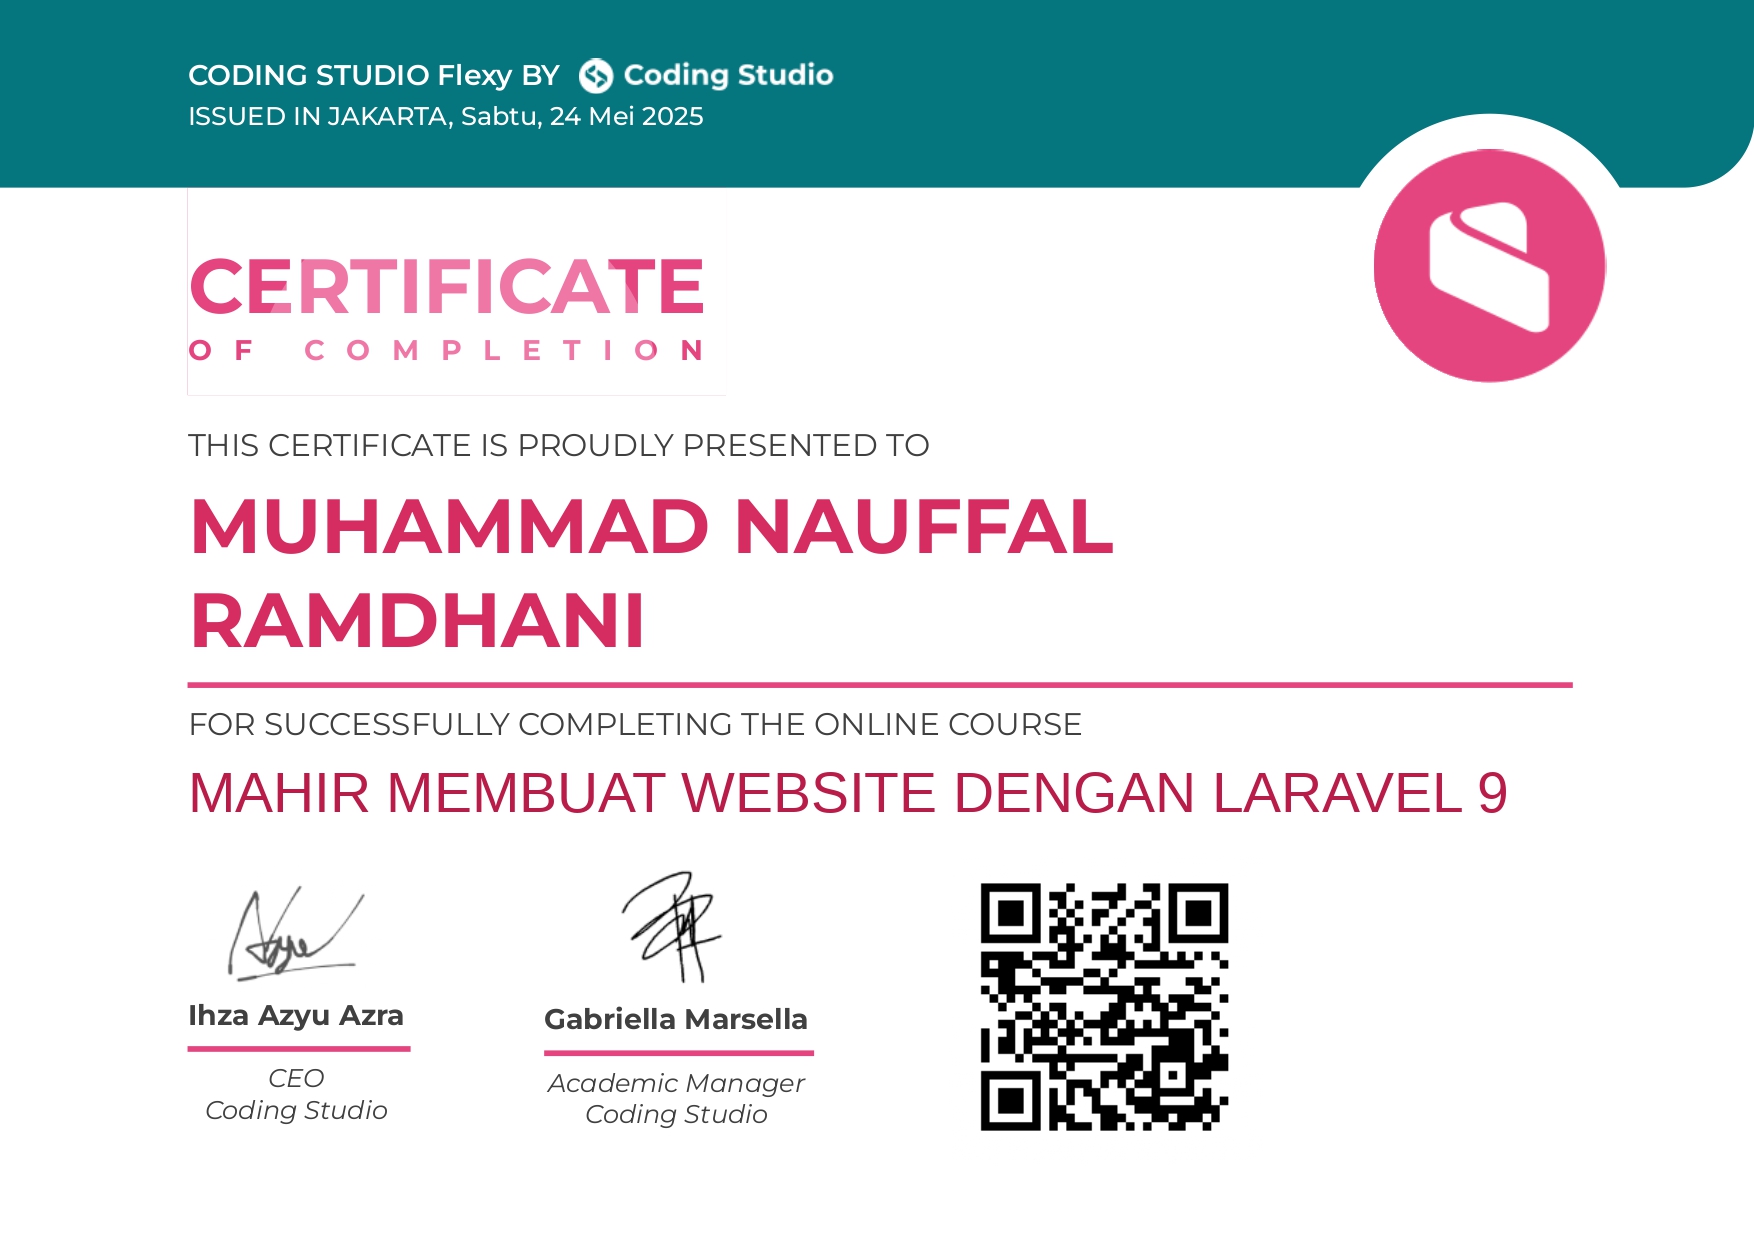 CODING STUDIO Flexy BY Coding Studio
ISSUED IN JAKARTA, Sabtu, 24 Mei 2025
CERTIFICATE
OF COMPLETION
THIS CERTIFICATE IS PROUDLY PRESENTED TO
MUHAMMAD NAUFFAL
RAMDHANI
FOR SUCCESSFULLY COMPLETING THE ONLINE COURSE
MAHIR MEMBUAT WEBSITE DENGAN LARAVEL 9
Ihza Azyu Azra
CEO
Coding Studio
Gabriella Marsella
Academic Manager
Coding Studio